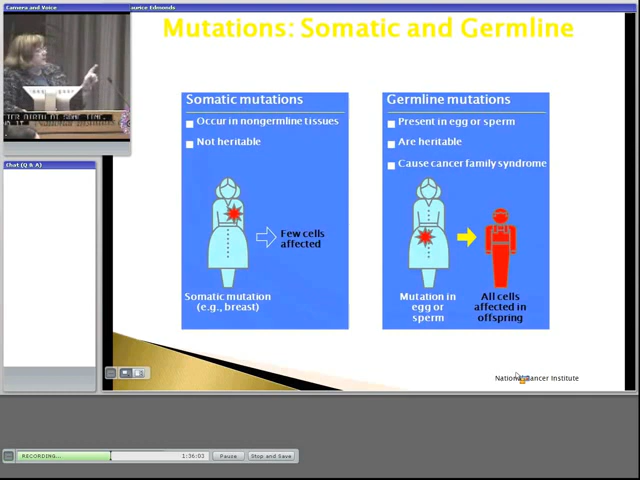 Camera and Voice
Mutations: Somatic and Germline
Somatic mutations
Occur in nongermline tissues
Not heritable
Few cells
affected
Somatic mutation
(e.g., breast)
Germline mutations
Present in egg or sperm
Are heritable
Cause cancer family syndrome
Mutation in
egg or
sperm
All cells
affected in
offspring
Chat (Q & A)
National Cancer Institute
RECORDING...
1:36:03
Pause
Stop and Save